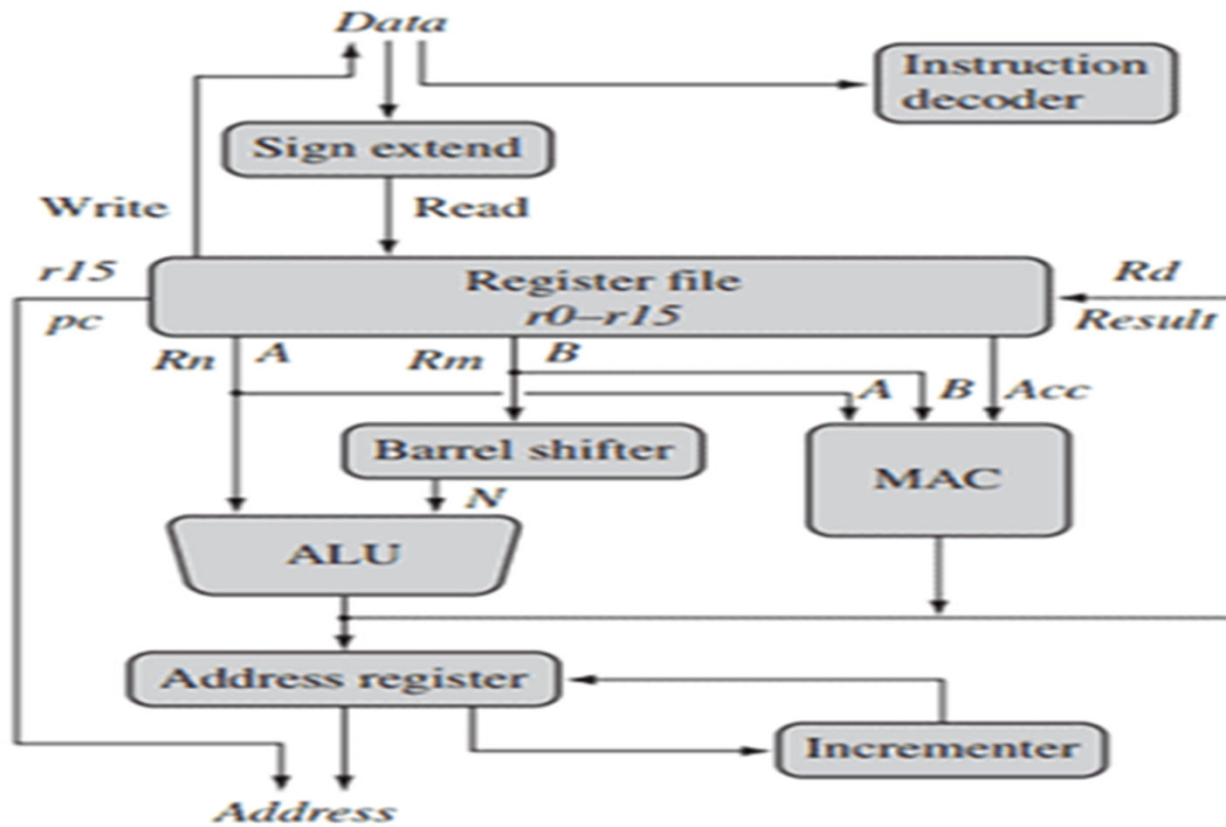 Data
Instruction
decoder
Sign extend
Write
Read
r15
pc
Register file
r0–r15
Rd
Result
Rn
A
Rm
B
A
B
Acc
Barrel shifter
MAC
N
ALU
Address register
Incrementer
Address